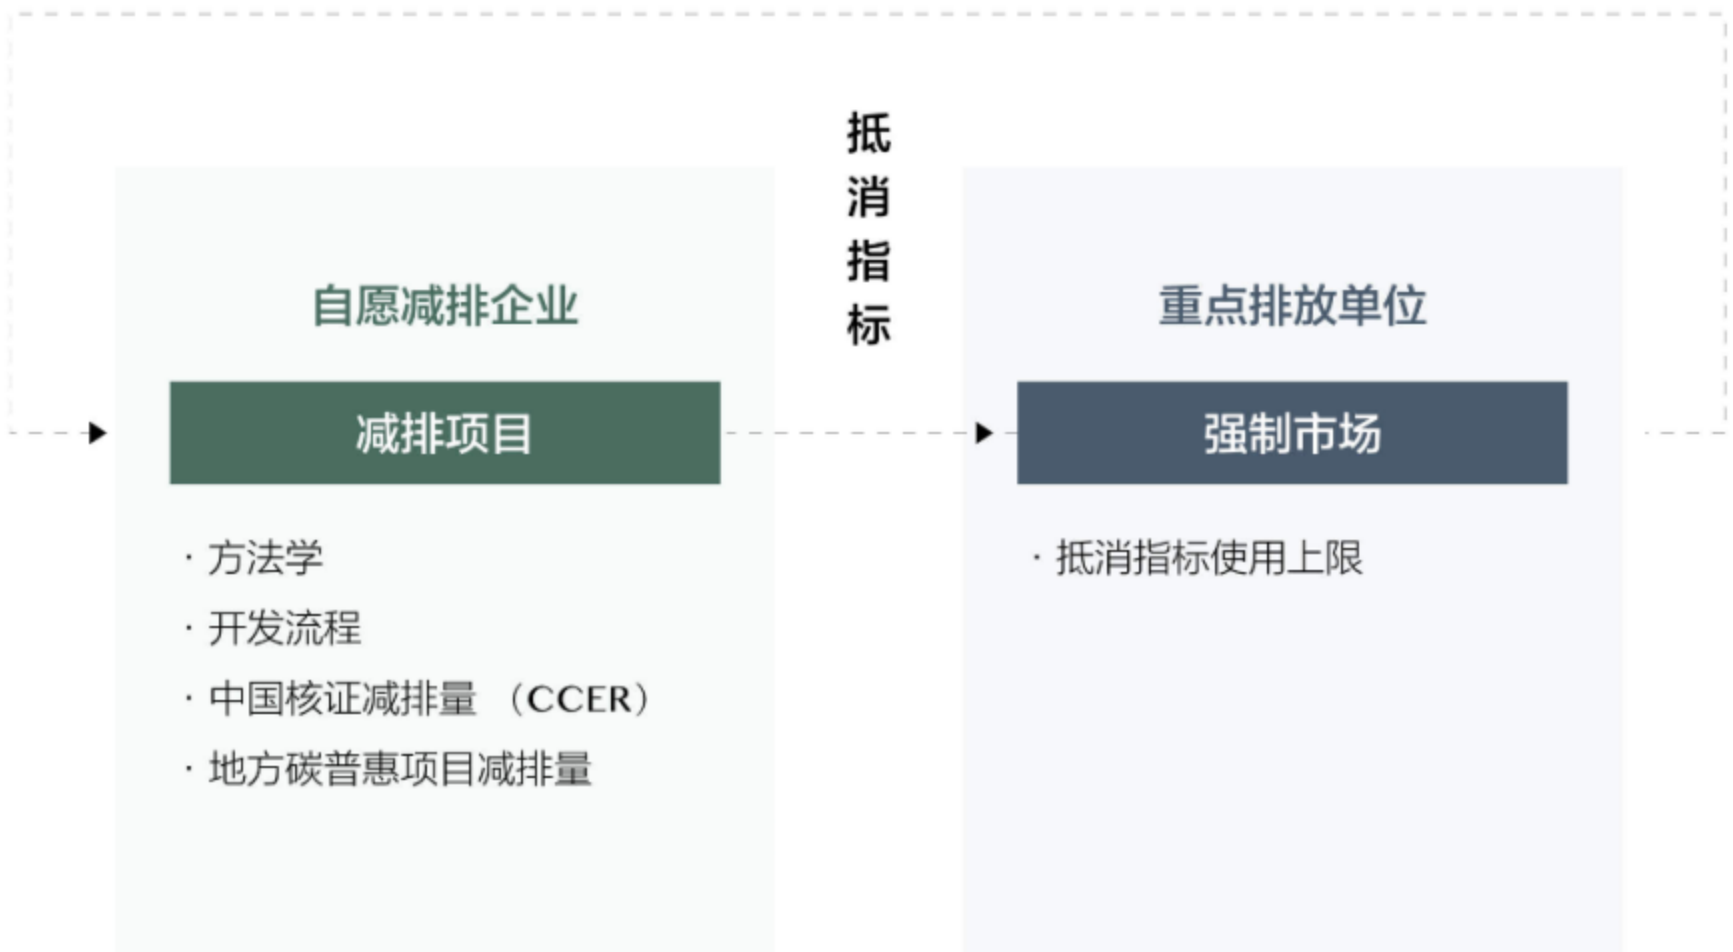 抵消指标
自愿减排企业
减排项目
· 方法学
· 开发流程
· 中国核证减排量 （CCER）
· 地方碳普惠项目减排量
重点排放单位
强制市场
· 抵消指标使用上限